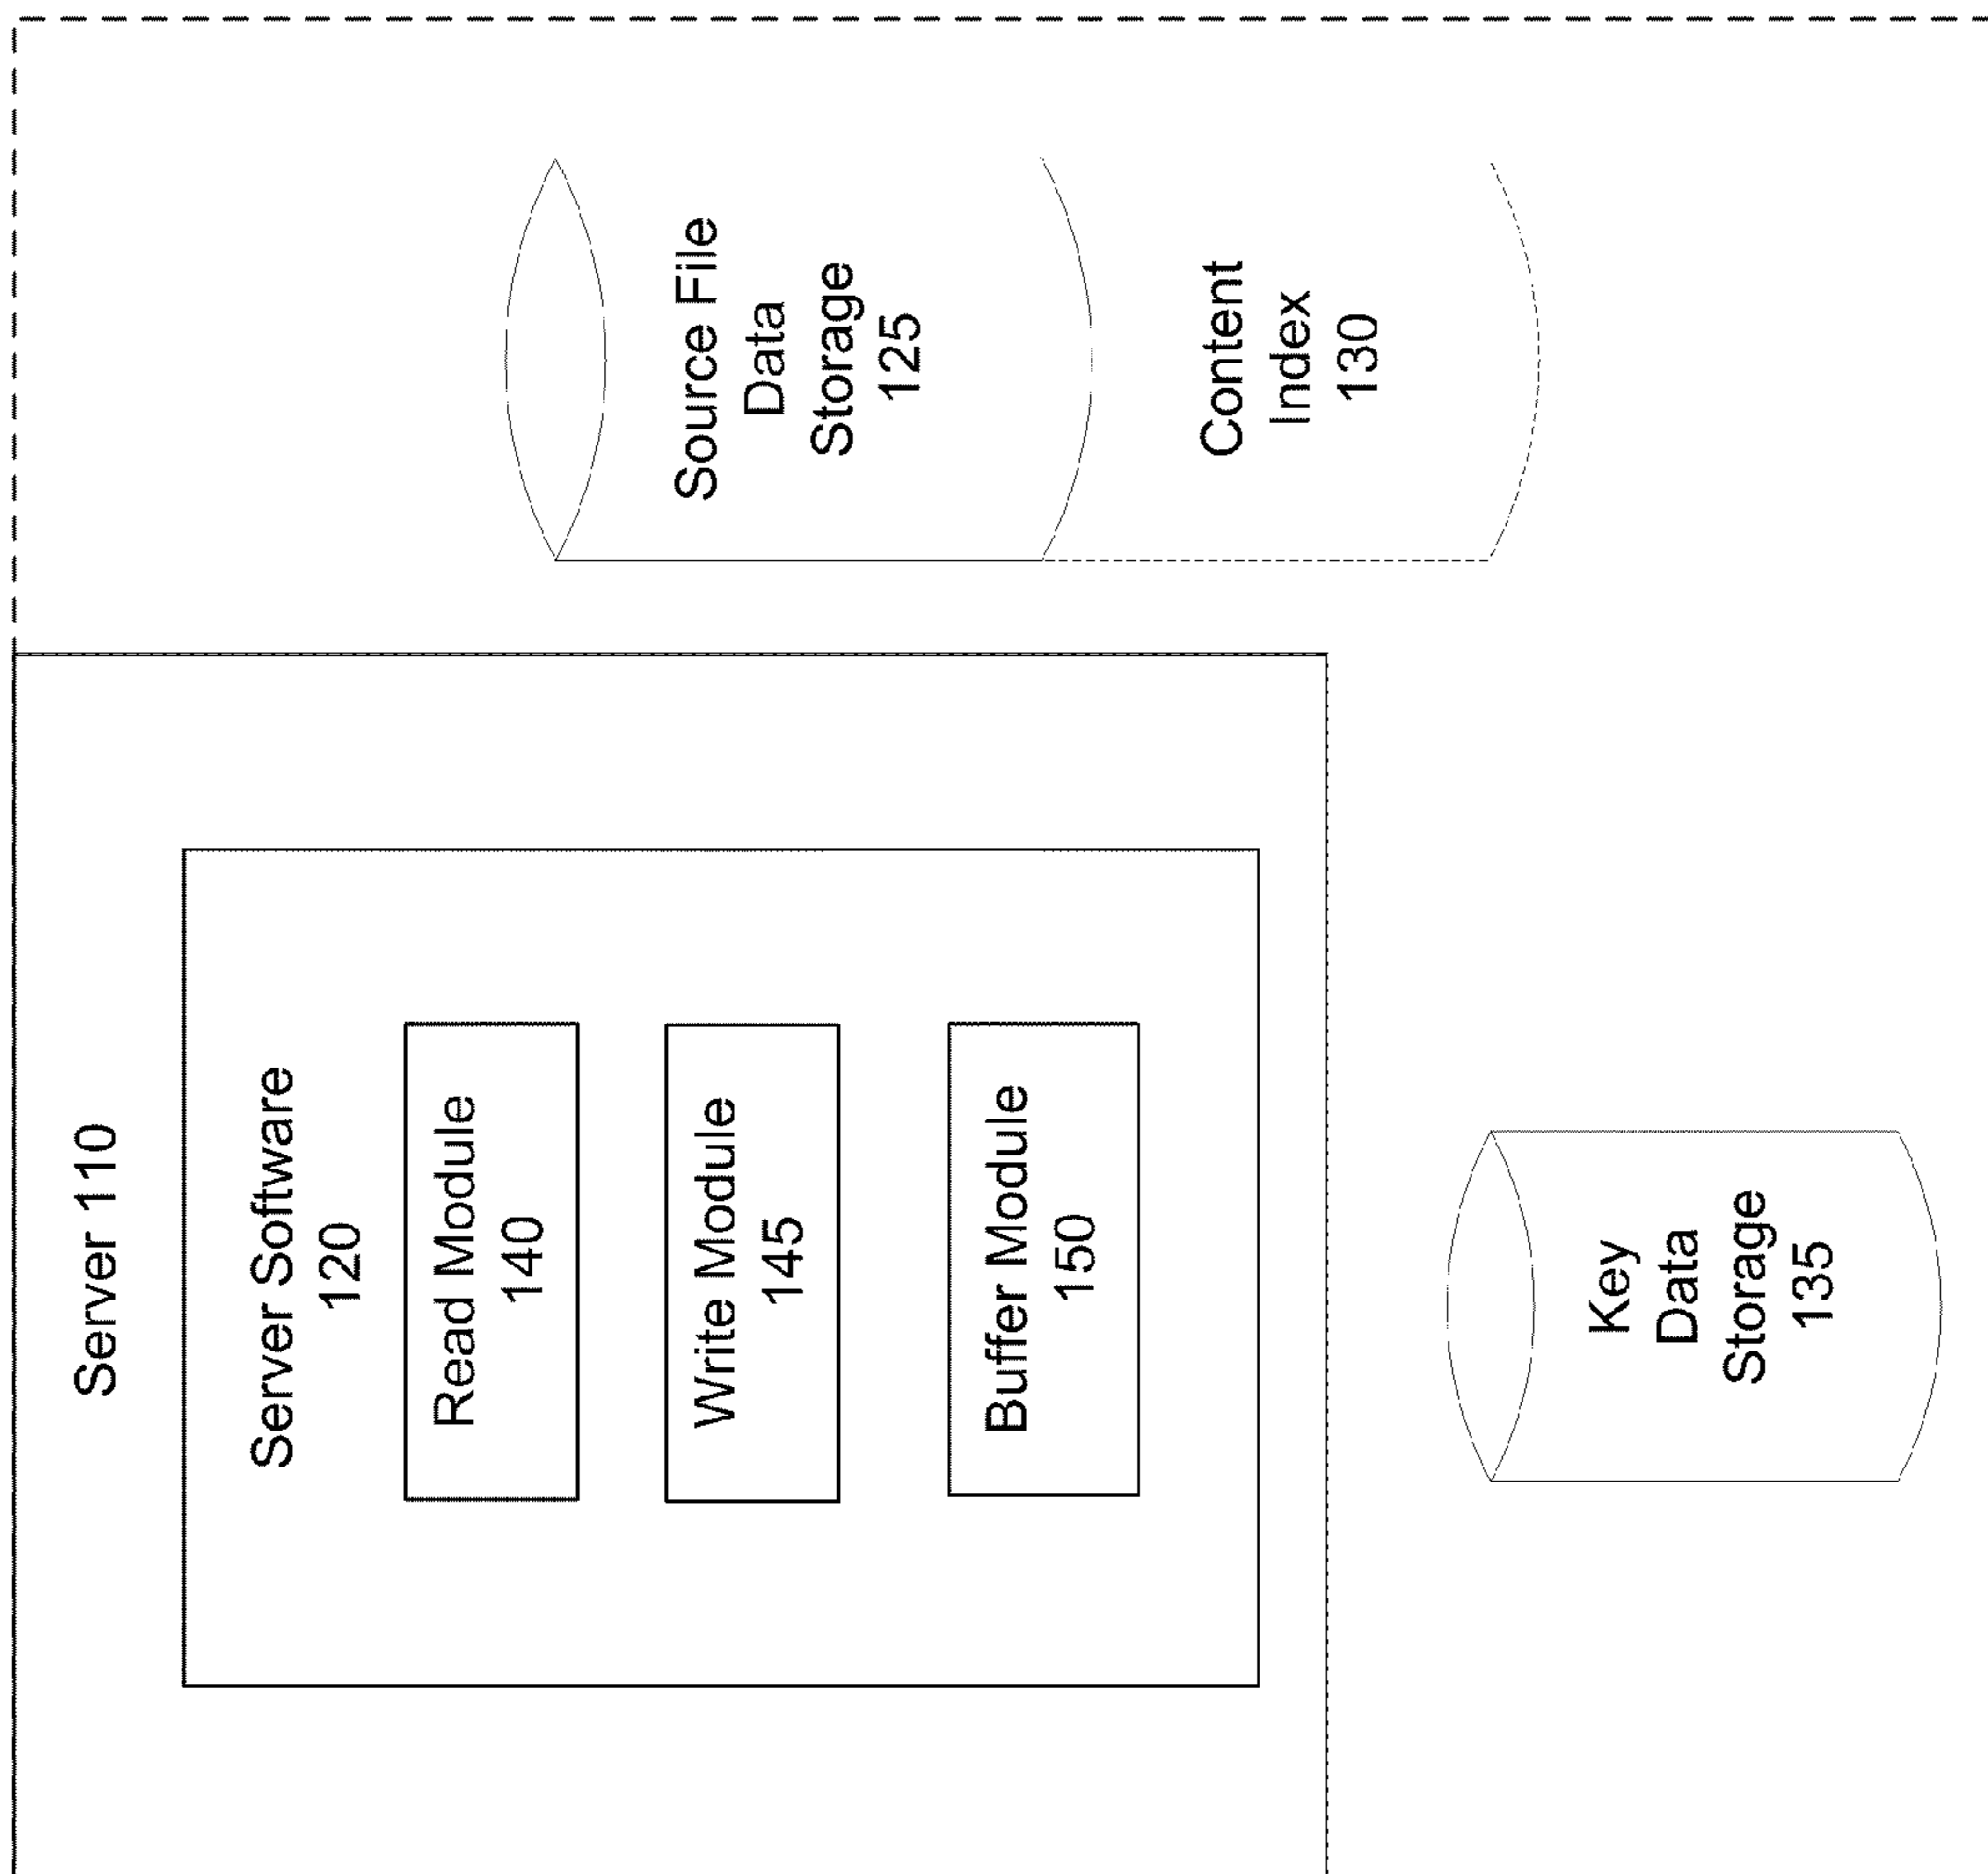 Server 110
Server Software
120
Read Module
140
Write Module
145
Buffer Module
150
Source File
Data
Storage
125
Content
Index
130
Key
Data
Storage
135